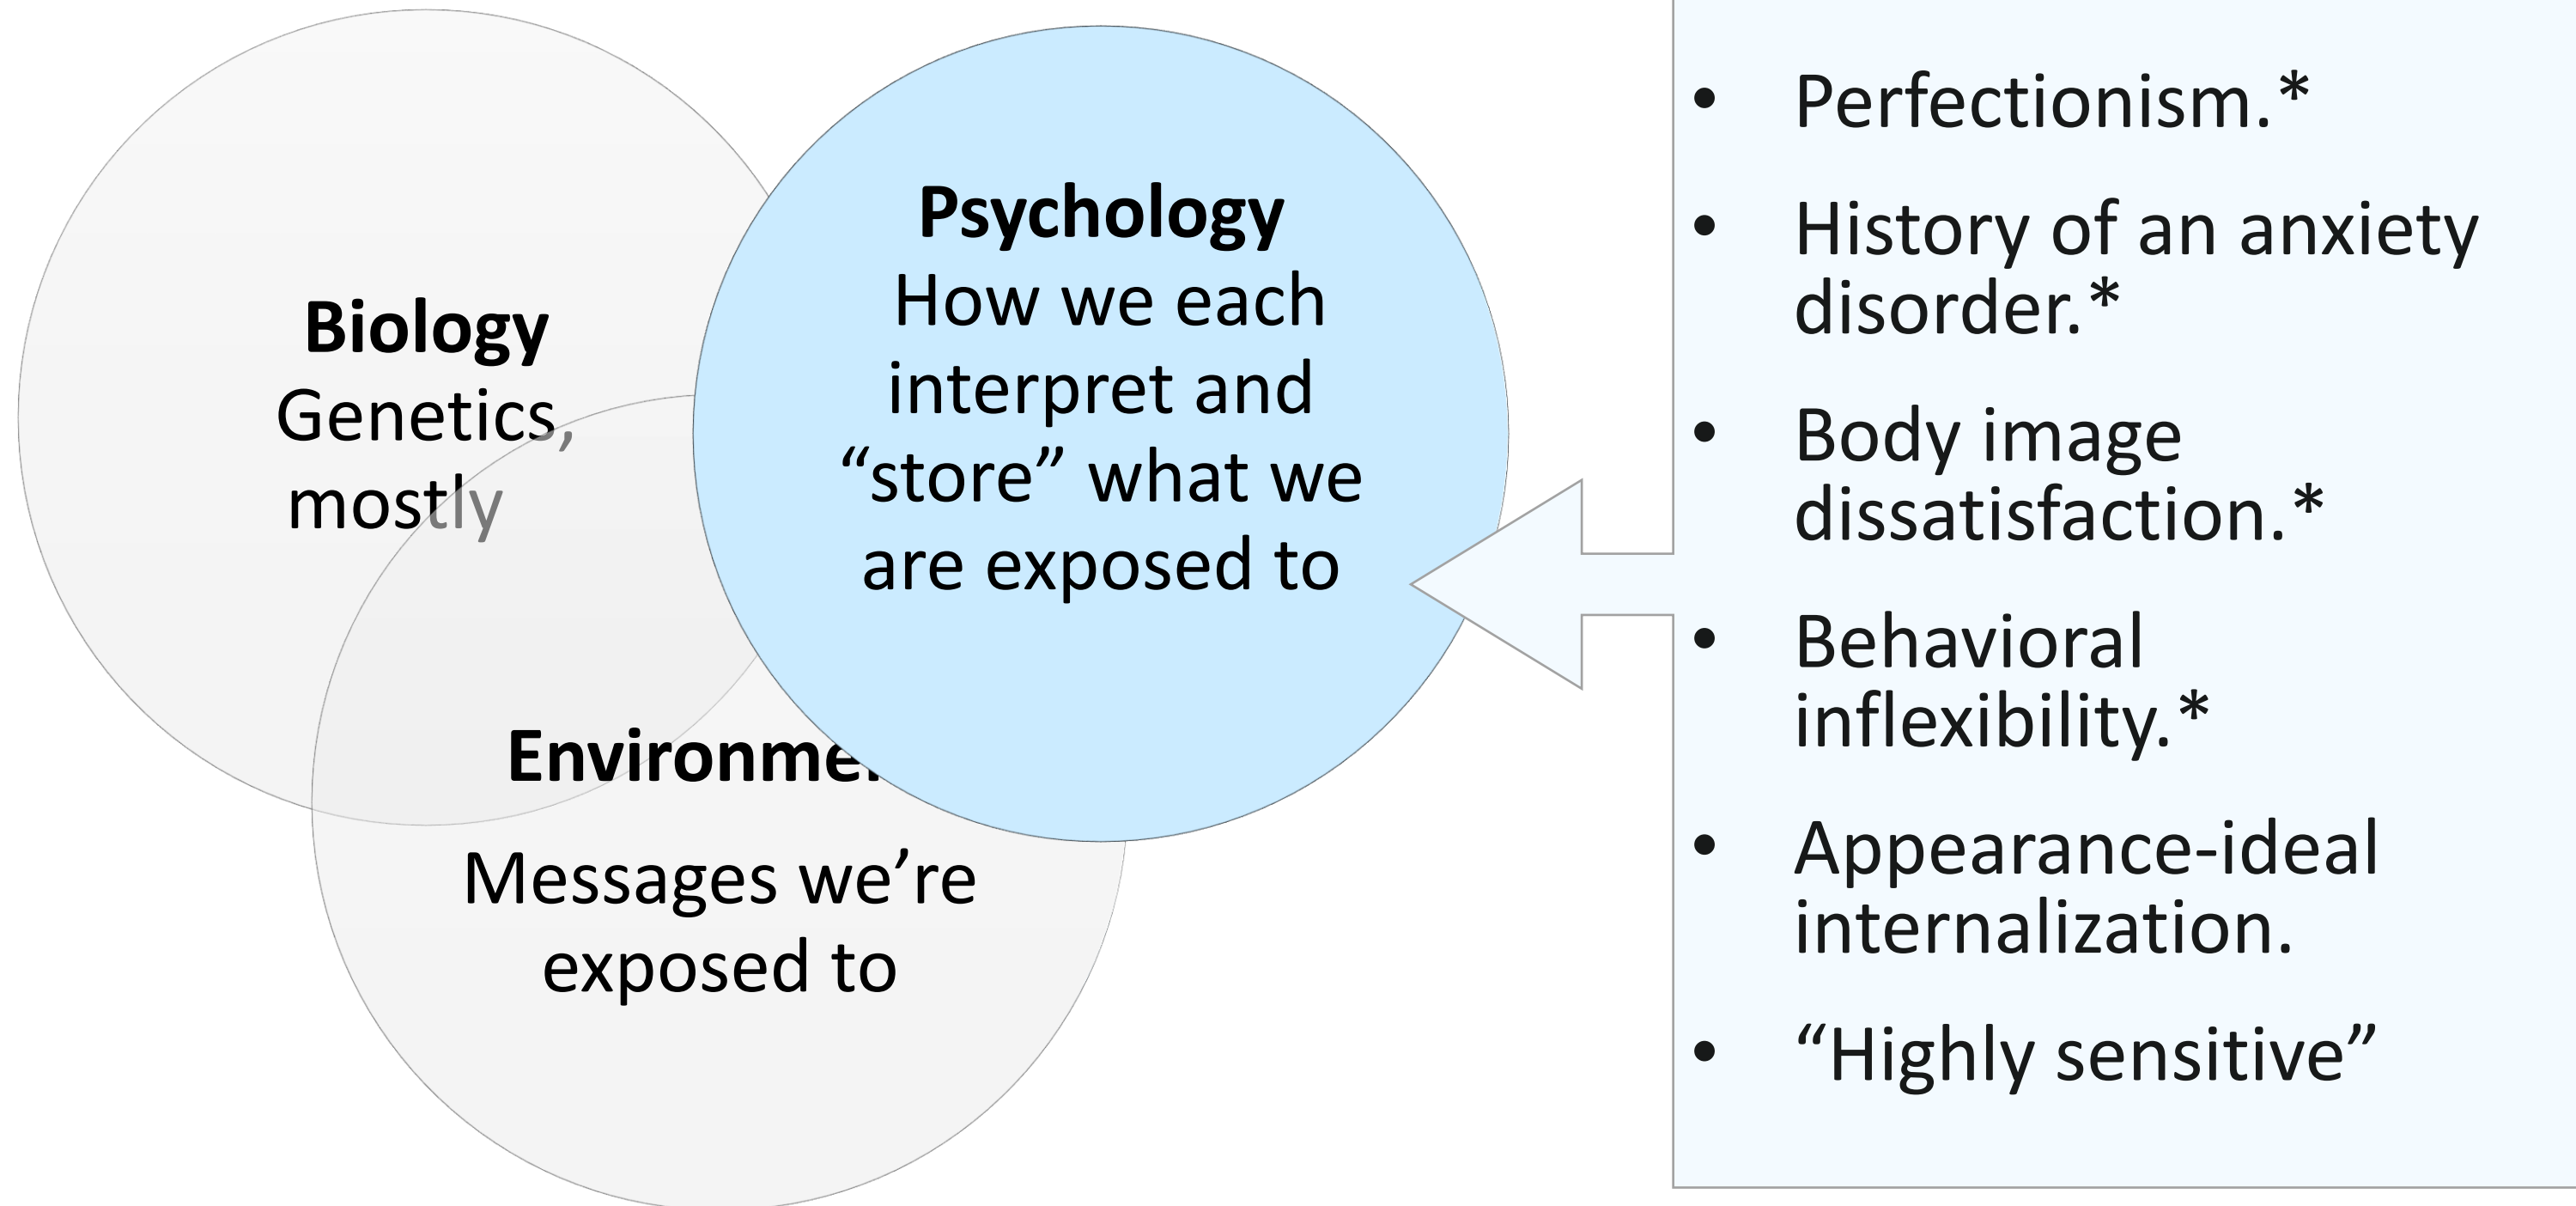 Biology
Genetics,
mostly
Psychology
How we each
interpret and
“store” what we
are exposed to
Messages we’re
exposed to
• Perfectionism.*
• History of an anxiety
disorder.*
• Body image
dissatisfaction.*
• Behavioral
inflexibility.*
• Appearance-ideal
internalization.
• “Highly sensitive”